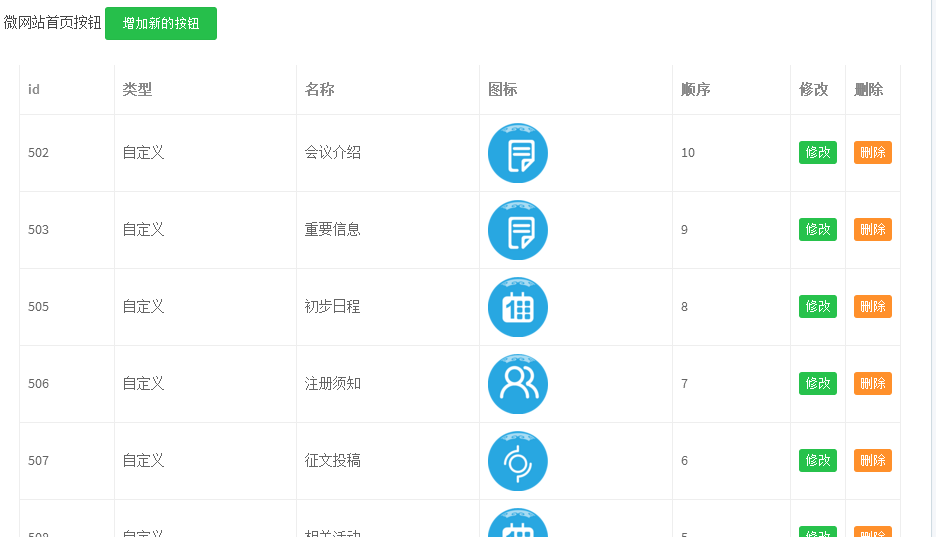 微网站首页按钮 增加新的按钮
id 类型 名称 图标 顺序 修改 删除
502 自定义 会议介绍 10 修改 删除
503 自定义 重要信息 9 修改 删除
505 自定义 初步日程 1 8 修改 删除
506 自定义 注册须知 7 修改 删除
507 自定义 征文投稿 6 修改 删除
508 自定义 相关活动 5 修改 删除